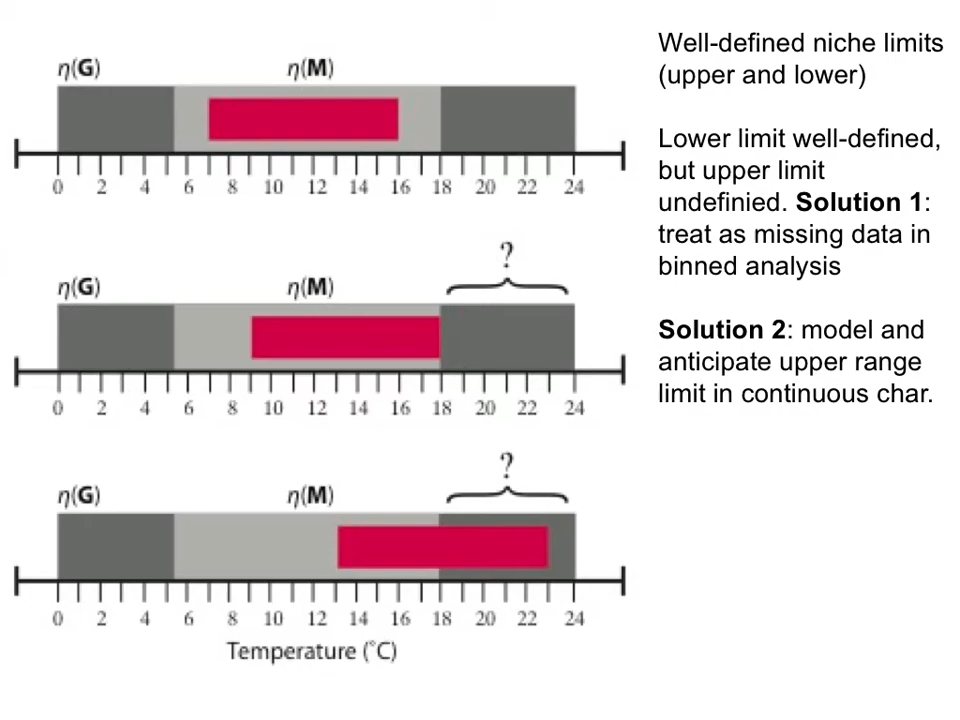 η(G) η(M)
0 2 4 6 8 10 12 14 16 18 20 22 24
?
η(G) η(M)
0 2 4 6 8 10 12 14 16 18 20 22 24
?
η(G) η(M)
0 2 4 6 8 10 12 14 16 18 20 22 24
Temperature (˚C)
Well-defined niche limits
(upper and lower)
Lower limit well-defined,
but upper limit
undefinied. Solution 1:
treat as missing data in
binned analysis
Solution 2: model and
anticipate upper range
limit in continuous char.